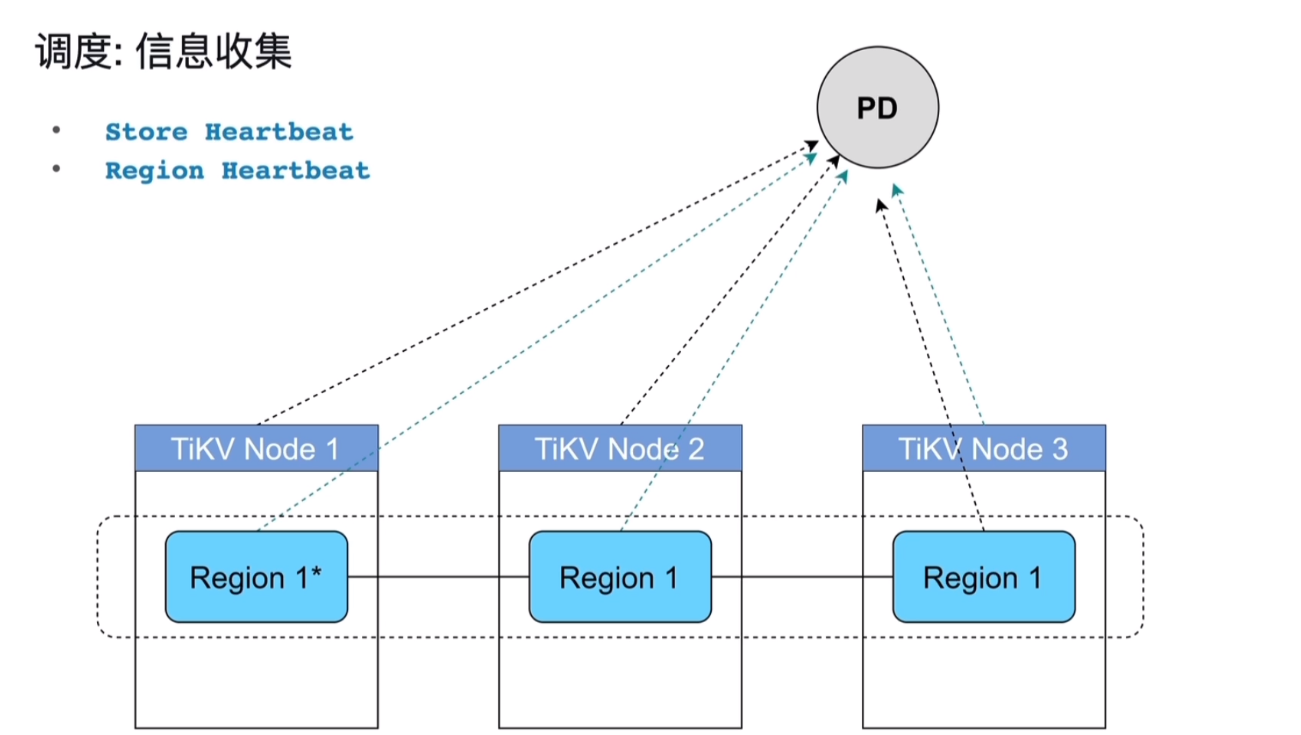 调度: 信息收集
• Store Heartbeat
• Region Heartbeat
PD
TiKV Node 1
TiKV Node 2
TiKV Node 3
Region 1*
Region 1
Region 1